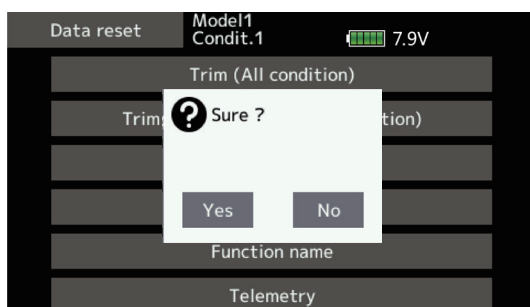 Data reset
Model1
Condit.1
7.9V
Trim (All condition)
Trim
tion)
? Sure ?
Yes
No
Function name
Telemetry